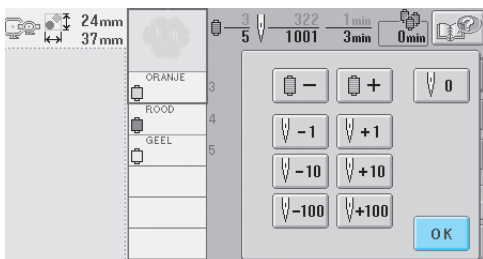 24mm
37mm
3 322 1min
5 1001 3min 0min
ORANJE
3
ROOD
4
GEEL
5
− + 0
-1 +1
-10 +10
-100 +100
OK